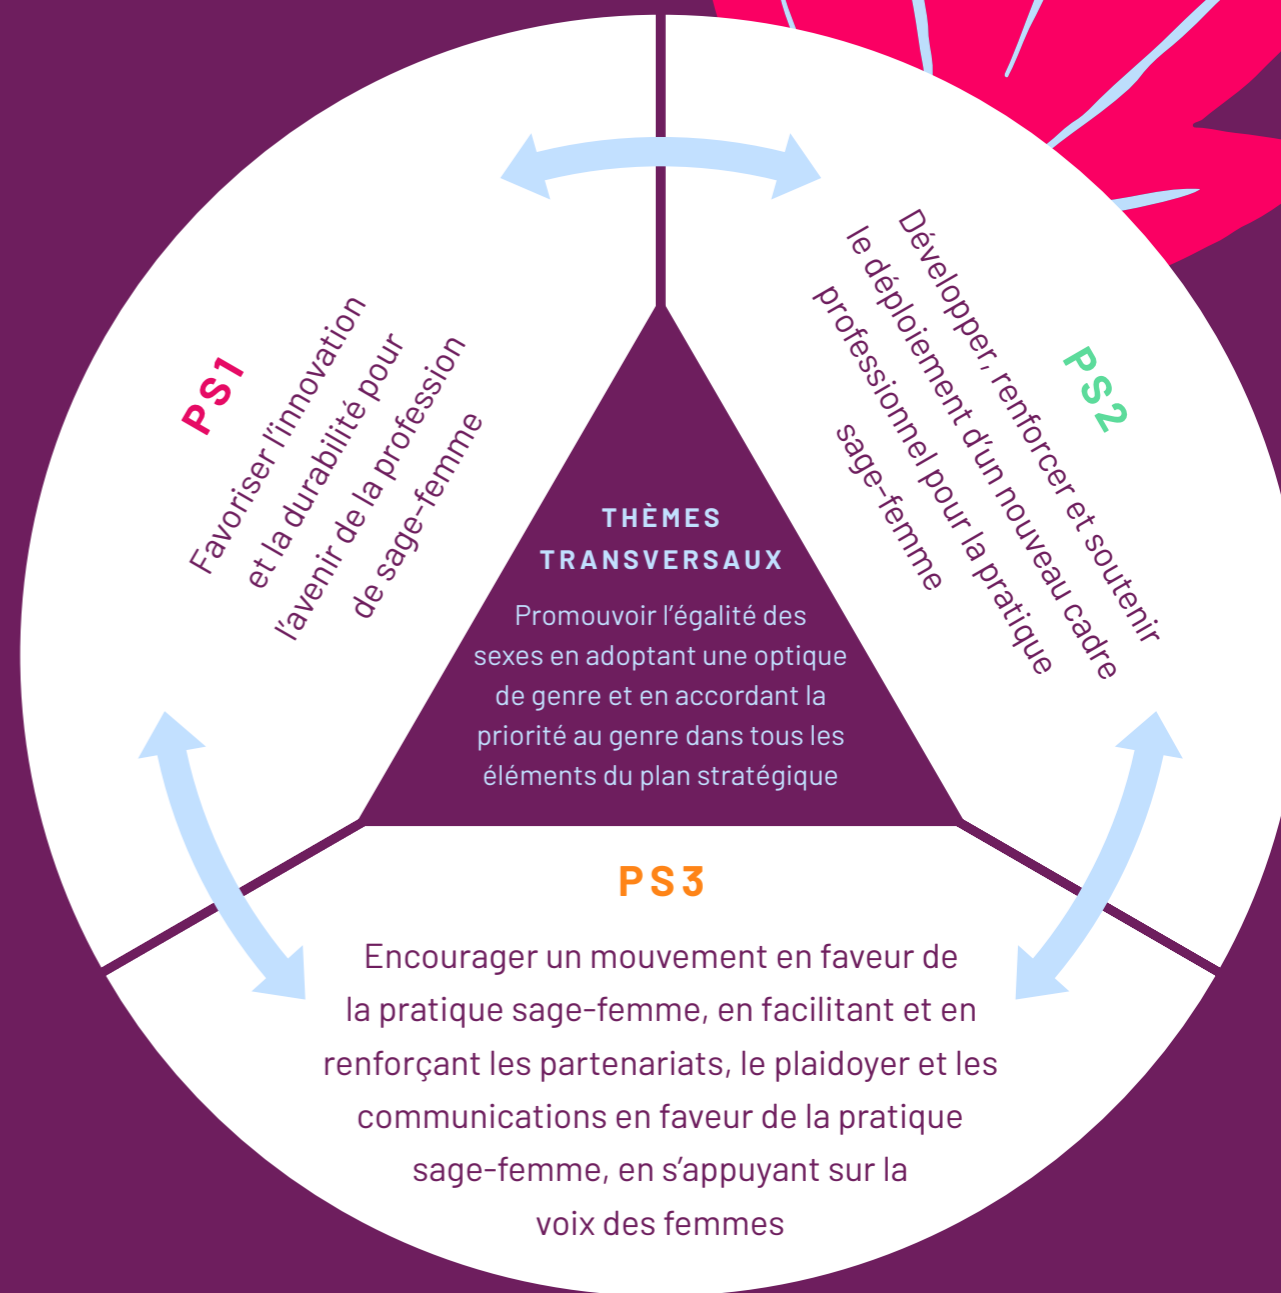 PS1
Favoriser l’innovation
et la durabilité pour
l’avenir de la profession
de sage-femme
PS2
Développer, renforcer et soutenir
le déploiement d’un nouveau cadre
professionnel pour la pratique
sage-femme
THÈMES
TRANSVERSAUX
Promouvoir l’égalité des
sexes en adoptant une optique
de genre et en accordant la
priorité au genre dans tous les
éléments du plan stratégique
PS3
Encourager un mouvement en faveur de
la pratique sage-femme, en facilitant et en
renforçant les partenariats, le plaidoyer et les
communications en faveur de la pratique
sage-femme, en s’appuyant sur la
voix des femmes